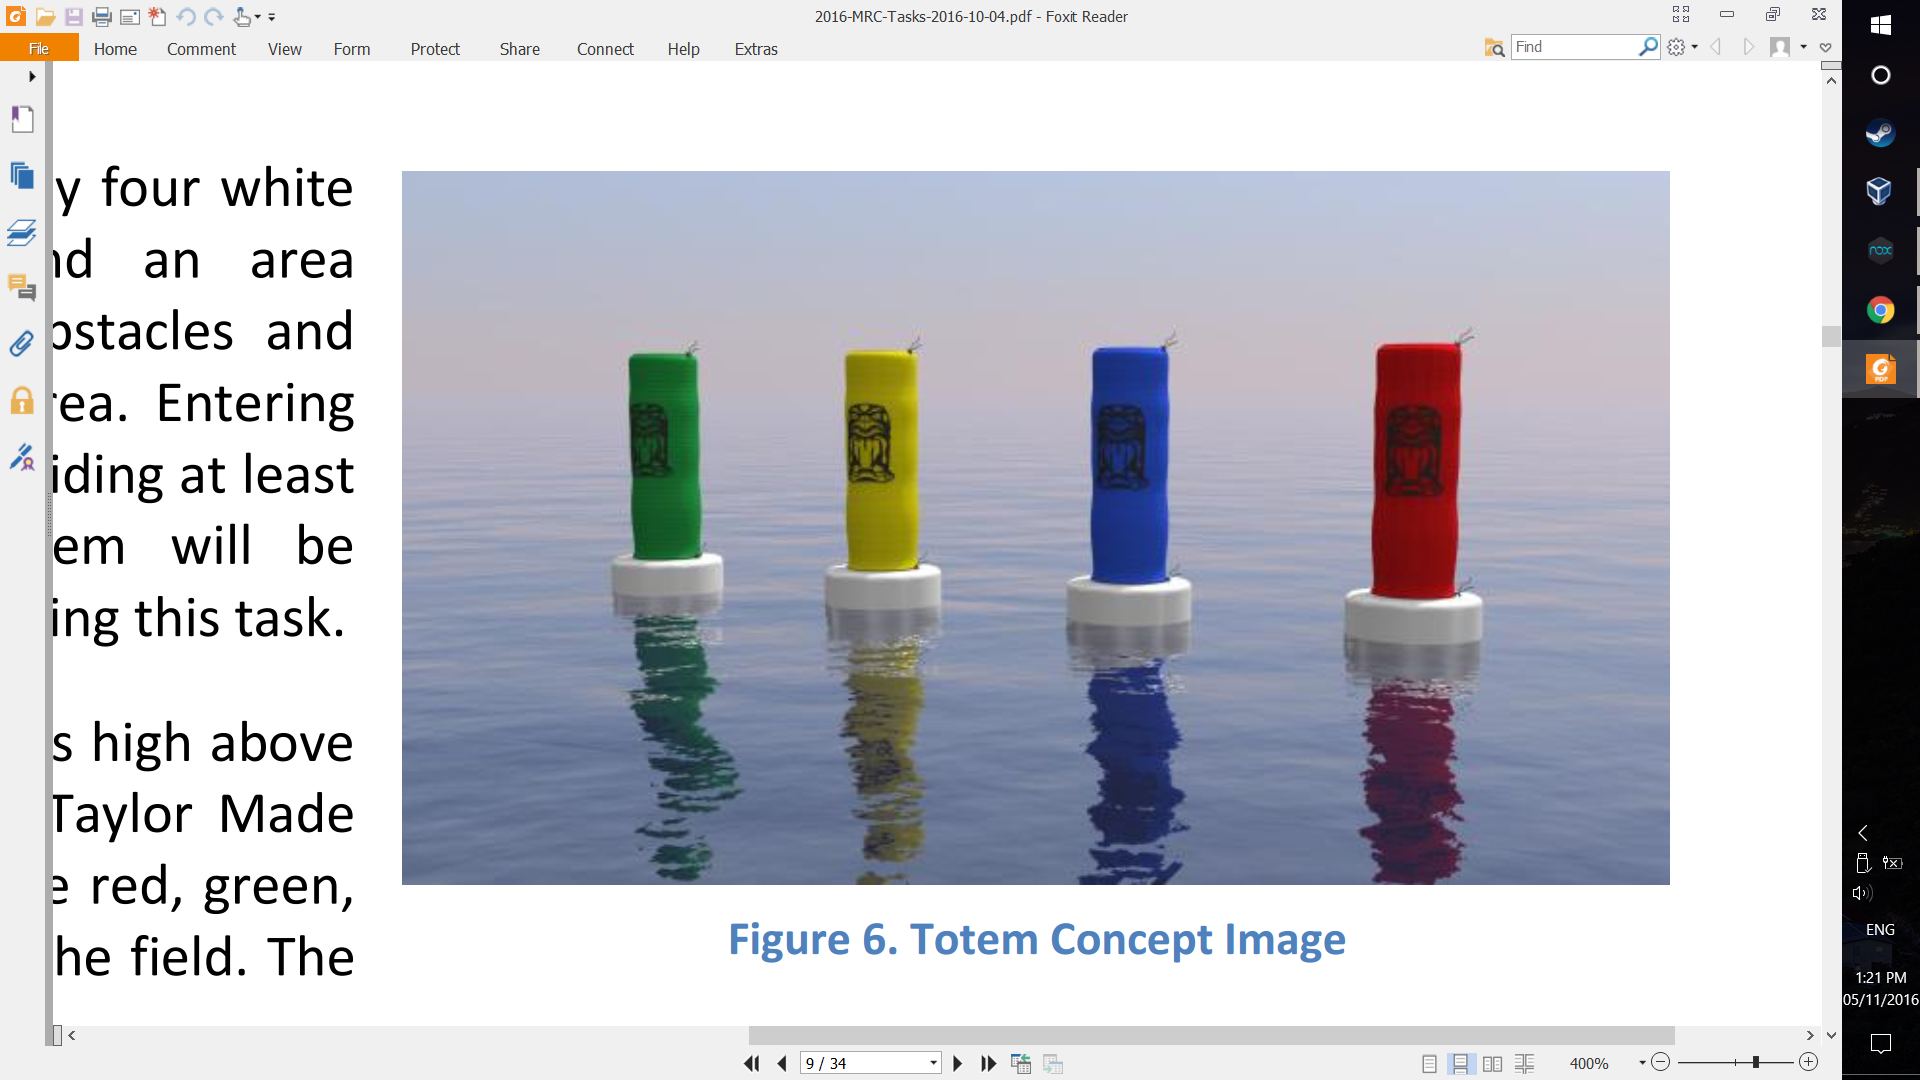 2016-MRC-Tasks-2016-10-04.pdf - Foxit Reader
File Home Comment View Form Protect Share Connect Help Extras
Find
y four white
nd an area
bstacles and
rea. Entering
iding at least
em will be
ing this task.
s high above
Taylor Made
e red, green,
he field. The
Figure 6. Totem Concept Image
9 / 34
400%
nox
PDF
ENG
1:21 PM
05/11/2016